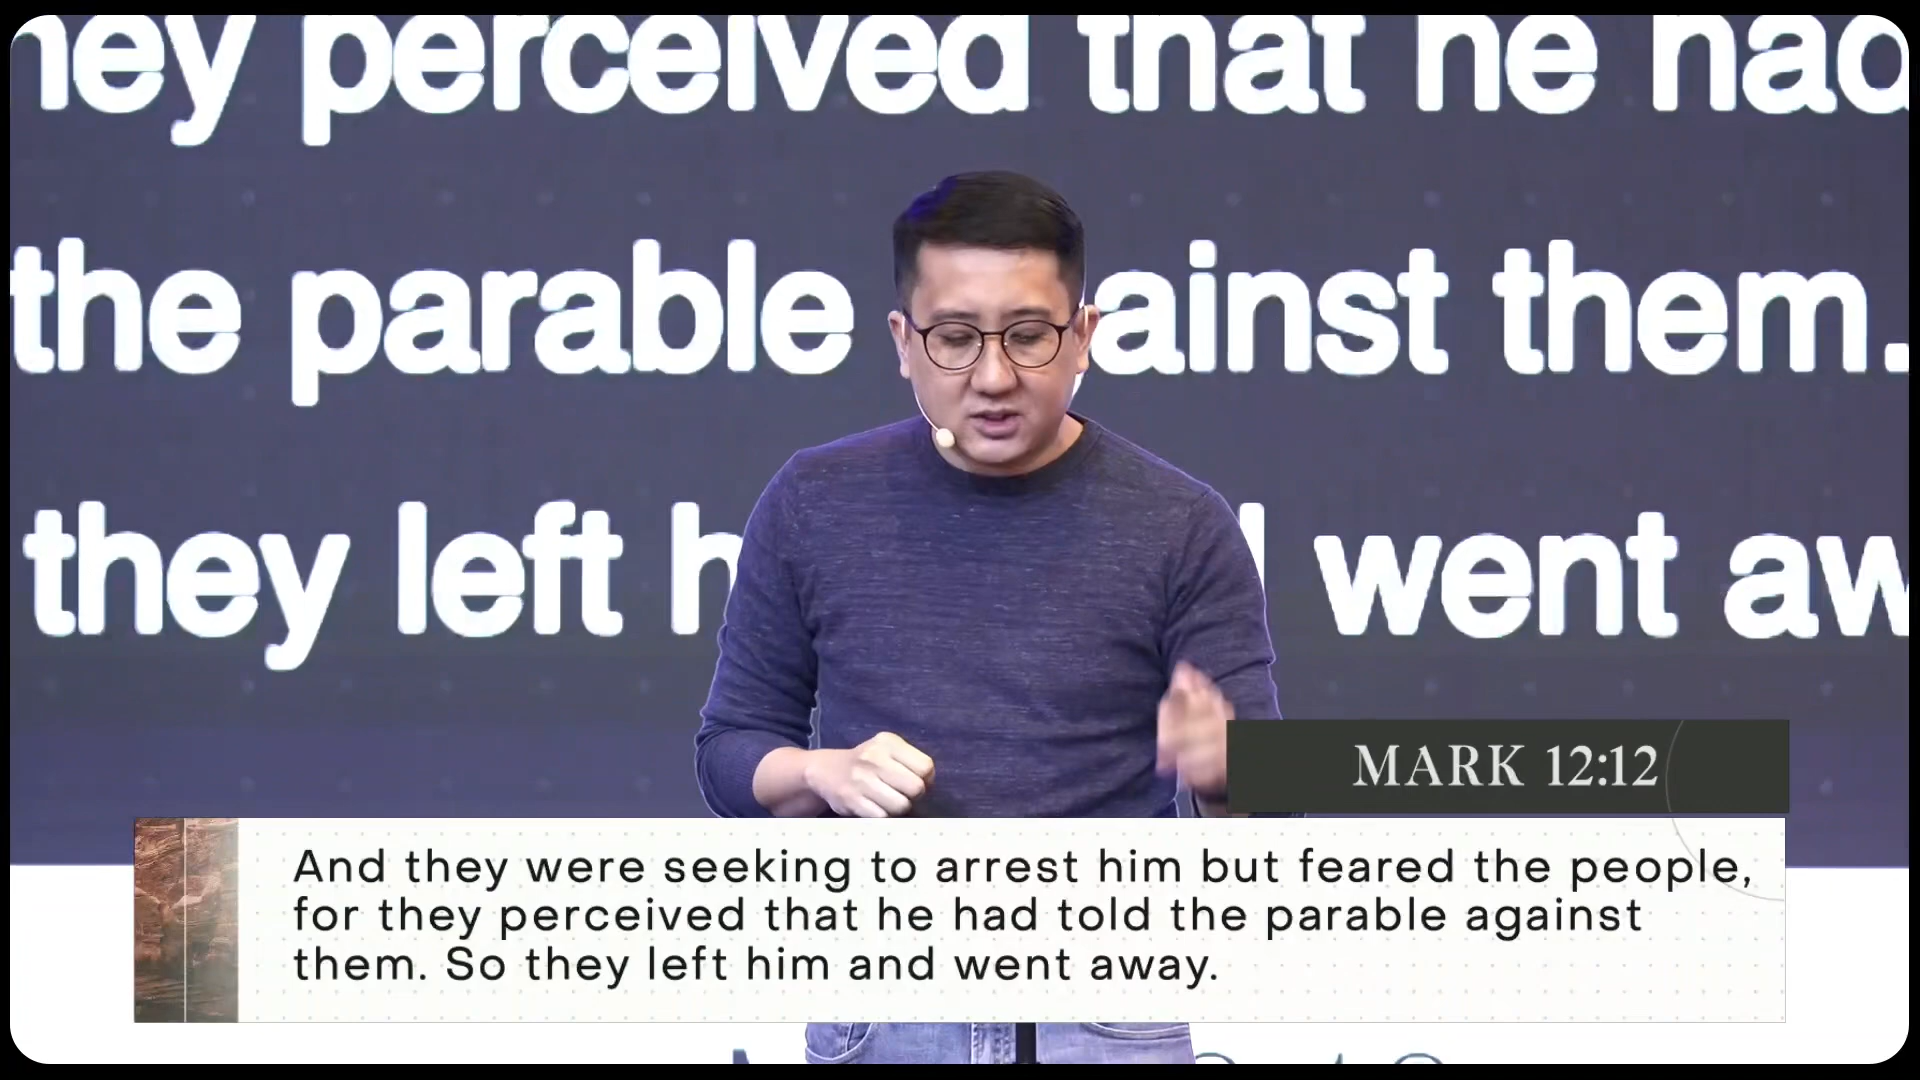 they perceived that he had
the parable against them.
they left went
MARK 12:12
And they were seeking to arrest him but feared the people,
for they perceived that he had told the parable against
them. So they left him and went away.